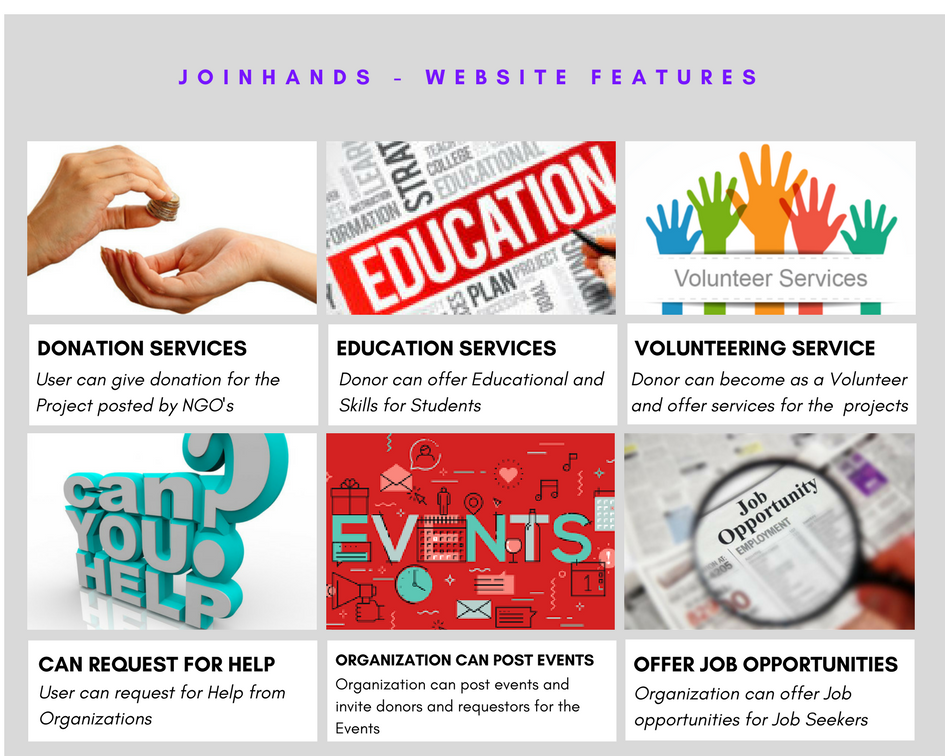 JOINHANDS - WEBSITE FEATURES
LEARN
STRAT
TEACH
COLLEGE
EDUCATIONAL
FORMATION
EDUCATION
PLAN
PROJECT
GOAL
SUCCESSFUL
Volunteer Services
DONATION SERVICES
User can give donation for the
Project posted by NGO's
EDUCATION SERVICES
Donor can offer Educational and
Skills for Students
VOLUNTEERING SERVICE
Donor can become as a Volunteer
and offer services for the projects
can
YOU
HELP
?
EVENTS
1
Job
Opportunity
EMPLOYMENT
4205
CAN REQUEST FOR HELP
User can request for Help from
Organizations
ORGANIZATION CAN POST EVENTS
Organization can post events and
invite donors and requestors for the
Events
OFFER JOB OPPORTUNITIES
Organization can offer Job
opportunities for Job Seekers